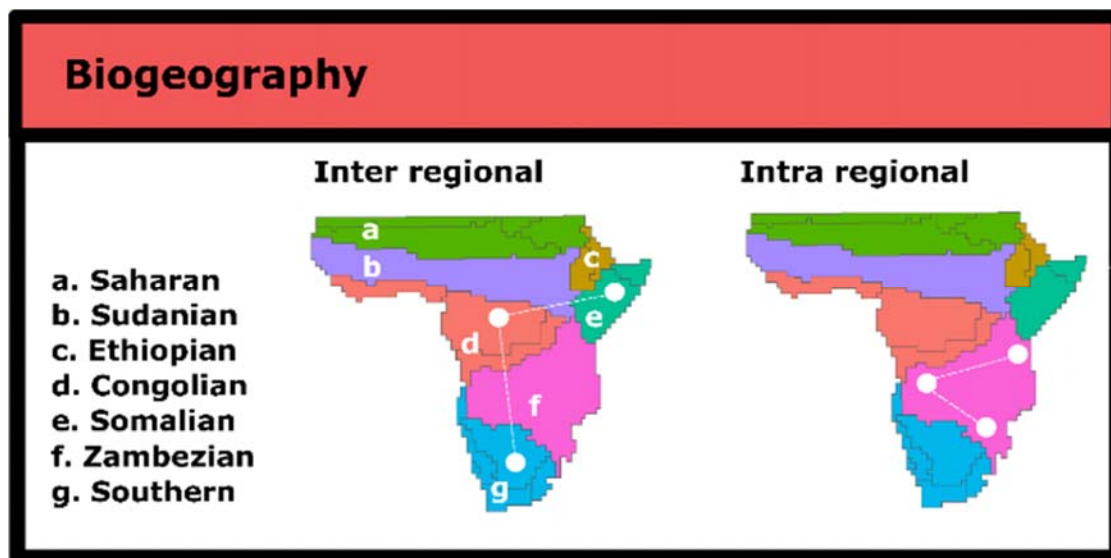 Biogeography
Inter regional
Intra regional
a. Saharan
b. Sudanian
c. Ethiopian
d. Congolian
e. Somalian
f. Zambezian
g. Southern
a
b
c
d
e
f
g